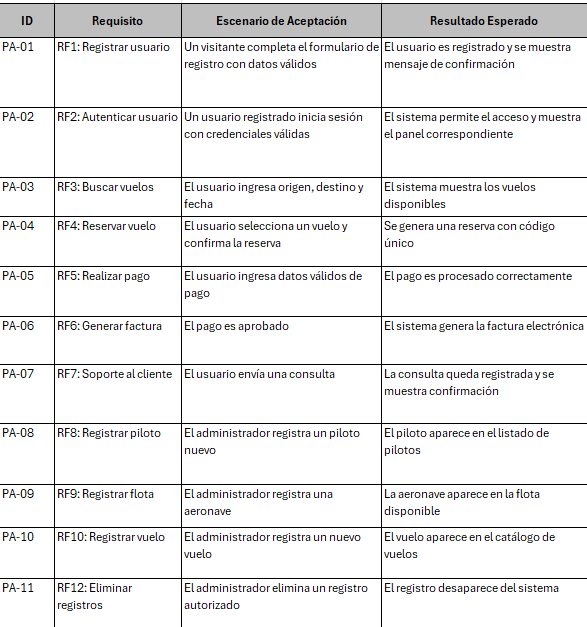 ID Requisito Escenario de Aceptación Resultado Esperado
PA-01 RF1: Registrar usuario Un visitante completa el formulario de El usuario es registrado y se muestra
registro con datos válidos mensaje de confirmación
PA-02 RF2: Autenticar usuario Un usuario registrado inicia sesión El sistema permite el acceso y muestra
con credenciales válidas el panel correspondiente
PA-03 RF3: Buscar vuelos El usuario ingresa origen, destino y El sistema muestra los vuelos
fecha disponibles
PA-04 RF4: Reservar vuelo El usuario selecciona un vuelo y Se genera una reserva con código
confirma la reserva único
PA-05 RF5: Realizar pago El usuario ingresa datos válidos de El pago es procesado correctamente
pago
PA-06 RF6: Generar factura El pago es aprobado El sistema genera la factura electrónica
PA-07 RF7: Soporte al cliente El usuario envía una consulta La consulta queda registrada y se
muestra confirmación
PA-08 RF8: Registrar piloto El administrador registra un piloto El piloto aparece en el listado de
nuevo pilotos
PA-09 RF9: Registrar flota El administrador registra una La aeronave aparece en la flota
aeronave disponible
PA-10 RF10: Registrar vuelo El administrador registra un nuevo El vuelo aparece en el catálogo de
vuelo vuelos
PA-11 RF12: Eliminar El administrador elimina un registro El registro desaparece del sistema
registros autorizado